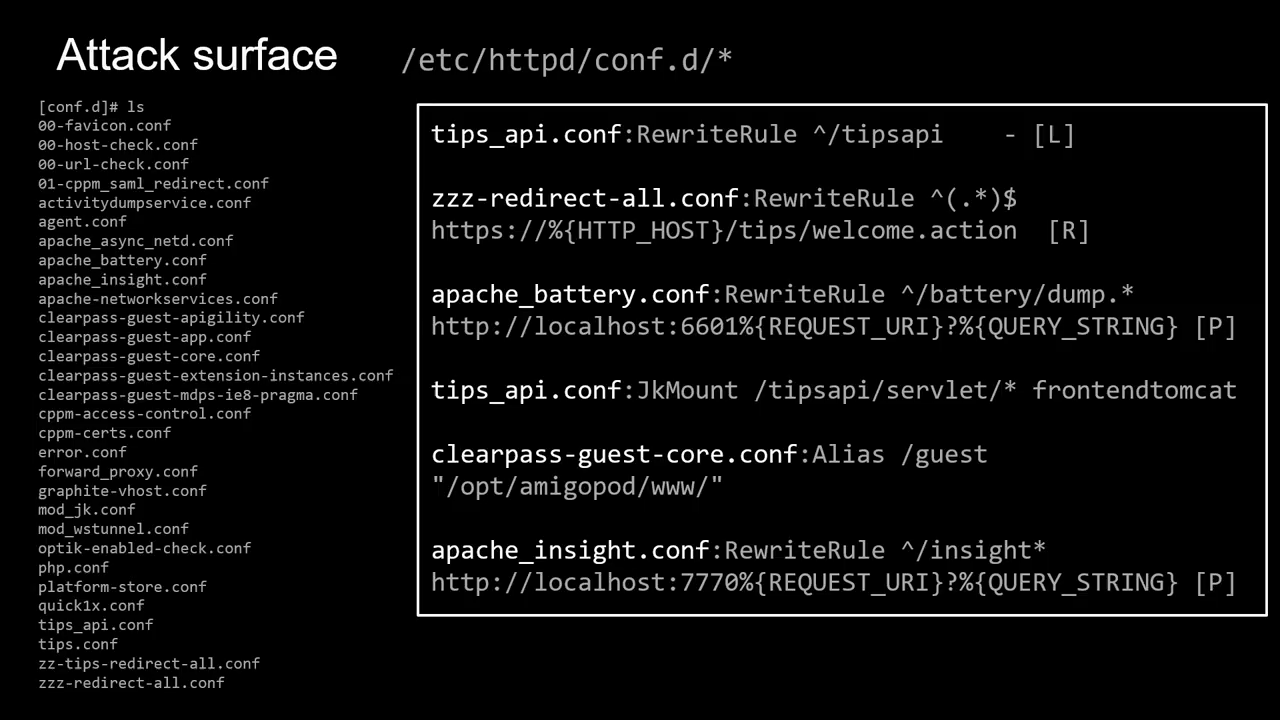 Attack surface /etc/httpd/conf.d/*
[conf.d]# ls
00-favicon.conf
00-host-check.conf
00-url-check.conf
01-cppm_saml_redirect.conf
activitydumpservice.conf
agent.conf
apache_async_netd.conf
apache_battery.conf
apache_insight.conf
apache-networkservices.conf
clearpass-guest-apigility.conf
clearpass-guest-app.conf
clearpass-guest-core.conf
clearpass-guest-extension-instances.conf
clearpass-guest-mdps-ie8-pragma.conf
cppm-access-control.conf
cppm-certs.conf
error.conf
forward_proxy.conf
graphite-vhost.conf
mod_jk.conf
mod_wstunnel.conf
optik-enabled-check.conf
php.conf
platform-store.conf
quick1x.conf
tips_api.conf
tips.conf
zz-tips-redirect-all.conf
zzz-redirect-all.conf
tips_api.conf:RewriteRule ^/tipsapi    - [L]
zzz-redirect-all.conf:RewriteRule ^(.*)$
https://%{HTTP_HOST}/tips/welcome.action  [R]
apache_battery.conf:RewriteRule ^/battery/dump.*
http://localhost:6601%{REQUEST_URI}?%{QUERY_STRING} [P]
tips_api.conf:JkMount /tipsapi/servlet/* frontendtomcat
clearpass-guest-core.conf:Alias /guest
"/opt/amigopod/www/"
apache_insight.conf:RewriteRule ^/insight*
http://localhost:7770%{REQUEST_URI}?%{QUERY_STRING} [P]